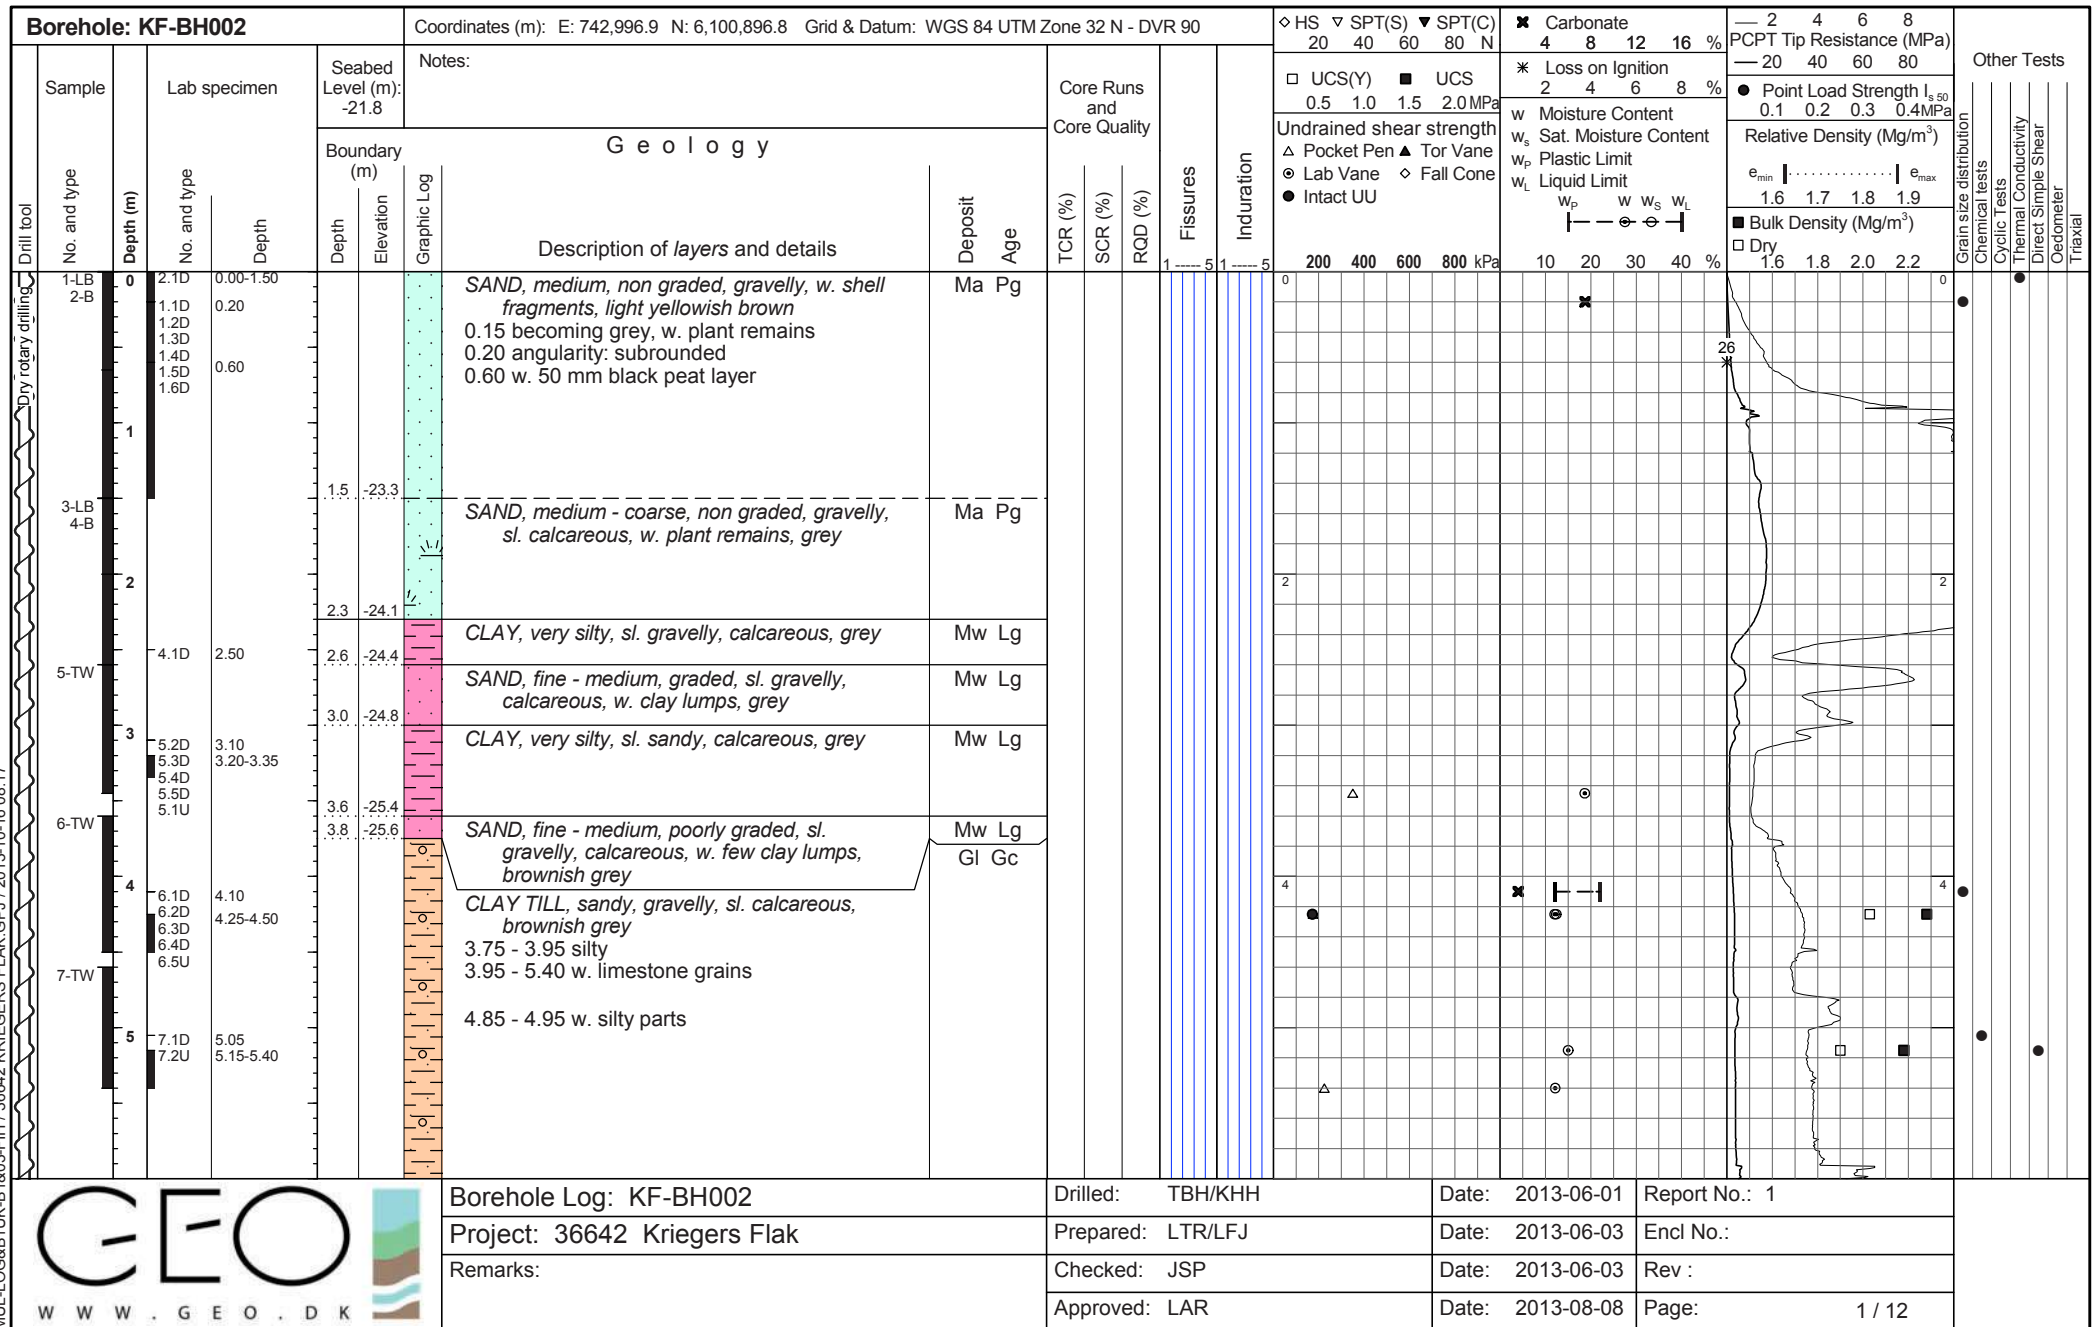 Borehole: KF-BH002
Coordinates (m): E: 742,996.9 N: 6,100,896.8 Grid & Datum: WGS 84 UTM Zone 32 N - DVR 90
Sample
Lab specimen
Seabed
Level (m):
-21.8
Notes:
Boundary
(m)
G e o l o g y
Core Runs
and
Core Quality
Drill tool
No. and type
Depth (m)
No. and type
Depth
Depth
Elevation
Graphic Log
Description of layers and details
Deposit
Age
TCR (%)
SCR (%)
RQD (%)
Fissures
1 ----- 5
Induration
1 ----- 5
HS SPT(S) SPT(C)
20 40 60 80 N
UCS(Y) UCS
0.5 1.0 1.5 2.0 MPa
Undrained shear strength
Pocket Pen Tor Vane
Lab Vane Fall Cone
Intact UU
200 400 600 800 kPa
Carbonate
4 8 12 16 %
Loss on Ignition
2 4 6 8 %
w Moisture Content
ws Sat. Moisture Content
wP Plastic Limit
wL Liquid Limit
wP w wS wL
10 20 30 40 %
2 4 6 8
PCPT Tip Resistance (MPa)
20 40 60 80
Point Load Strength Is 50
0.1 0.2 0.3 0.4MPa
Relative Density (Mg/m³)
emin emax
1.6 1.7 1.8 1.9
Bulk Density (Mg/m³)
Dry
1.6 1.8 2.0 2.2
Other Tests
Grain size distribution
Chemical tests
Cyclic Tests
Thermal Conductivity
Direct Simple Shear
Oedometer
Triaxial
Dry rotary drilling
1-LB
2-B
3-LB
4-B
5-TW
6-TW
7-TW
0
1
2
3
4
5
2.1D 0.00-1.50
1.1D 0.20
1.2D
1.3D
1.4D
1.5D 0.60
1.6D
4.1D 2.50
5.2D 3.10
5.3D 3.20-3.35
5.4D
5.5D
5.1U
6.1D 4.10
6.2D 4.25-4.50
6.3D
6.4D
6.5U
7.1D 5.05
7.2U 5.15-5.40
1.5 -23.3
2.3 -24.1
2.6 -24.4
3.0 -24.8
3.6 -25.4
3.8 -25.6
SAND, medium, non graded, gravelly, w. shell
fragments, light yellowish brown
0.15 becoming grey, w. plant remains
0.20 angularity: subrounded
0.60 w. 50 mm black peat layer
Ma Pg
SAND, medium - coarse, non graded, gravelly,
sl. calcareous, w. plant remains, grey
Ma Pg
CLAY, very silty, sl. gravelly, calcareous, grey
Mw Lg
SAND, fine - medium, graded, sl. gravelly,
calcareous, w. clay lumps, grey
Mw Lg
CLAY, very silty, sl. sandy, calcareous, grey
Mw Lg
SAND, fine - medium, poorly graded, sl.
gravelly, calcareous, w. few clay lumps,
brownish grey
Mw Lg
Gl Gc
CLAY TILL, sandy, gravelly, sl. calcareous,
brownish grey
3.75 - 3.95 silty
3.95 - 5.40 w. limestone grains
4.85 - 4.95 w. silty parts
0 0
26
2 2
4 4
GEO
WWW.GEO.DK
Borehole Log: KF-BH002
Project: 36642 Kriegers Flak
Remarks:
Drilled: TBH/KHH
Date: 2013-06-01
Report No.: 1
Prepared: LTR/LFJ
Date: 2013-06-03
Encl No.:
Checked: JSP
Date: 2013-06-03
Rev :
Approved: LAR
Date: 2013-08-08
Page: 1 / 12